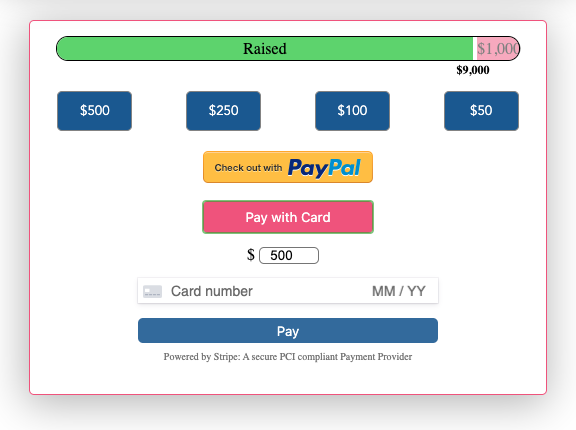 Raised $1,000
$9,000
$500 $250 $100 $50
Check out with PayPal
Pay with Card
$ 500
Card number MM / YY
Pay
Powered by Stripe: A secure PCI compliant Payment Provider